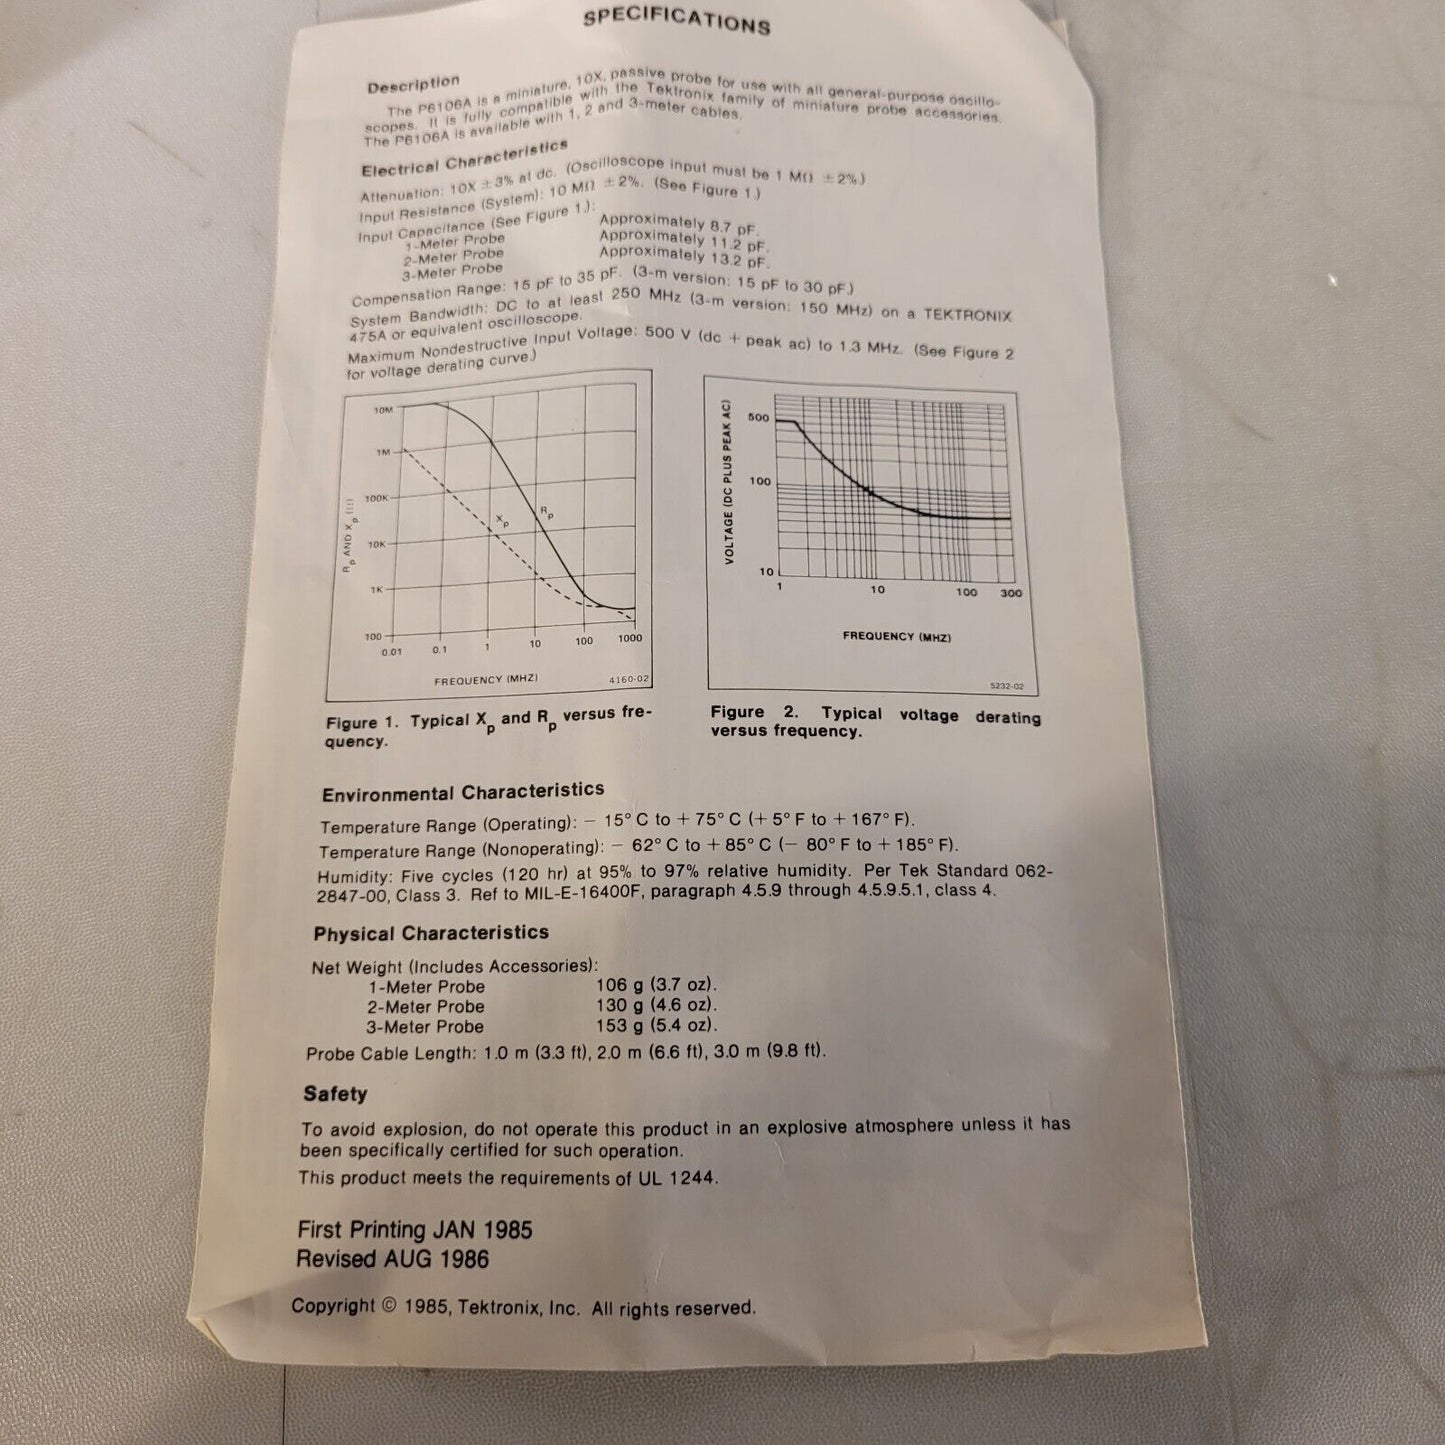 SPECIFICATIONS
Description
The P6106A is a miniature, 10X, passive probe for use with all general-purpose oscillo-
scopes. It is fully compatible with the Tektronix family of miniature probe accessories.
The P6106A is available with 1, 2 and 3-meter cables.
Electrical Characteristics
Attenuation: 10X ±3% at dc. (Oscilloscope input must be 1 MΩ ±2%.)
Input Resistance (System): 10 MΩ ±2%. (See Figure 1.)
Input Capacitance (See Figure 1.):
1-Meter Probe Approximately 8.7 pF.
2-Meter Probe Approximately 11.2 pF.
3-Meter Probe Approximately 13.2 pF.
Compensation Range: 15 pF to 35 pF. (3-m version: 15 pF to 30 pF.)
System Bandwidth: DC to at least 250 MHz (3-m version: 150 MHz) on a TEKTRONIX
475A or equivalent oscilloscope.
Maximum Nondestructive Input Voltage: 500 V (dc + peak ac) to 1.3 MHz. (See Figure 2
for voltage derating curve.)
10M
1M
100K
10K
1K
100
Rp AND Xp (Ω)
Xp
Rp
0.01 0.1 1 10 100 1000
FREQUENCY (MHZ)
4160-02
VOLTAGE (DC PLUS PEAK AC)
500
100
10
1 10 100 300
FREQUENCY (MHZ)
5232-02
Figure 1. Typical Xp and Rp versus fre-
quency.
Figure 2. Typical voltage derating
versus frequency.
Environmental Characteristics
Temperature Range (Operating): − 15° C to + 75° C (+ 5° F to + 167° F).
Temperature Range (Nonoperating): − 62° C to + 85° C (− 80° F to + 185° F).
Humidity: Five cycles (120 hr) at 95% to 97% relative humidity. Per Tek Standard 062-
2847-00, Class 3. Ref to MIL-E-16400F, paragraph 4.5.9 through 4.5.9.5.1, class 4.
Physical Characteristics
Net Weight (Includes Accessories):
1-Meter Probe 106 g (3.7 oz).
2-Meter Probe 130 g (4.6 oz).
3-Meter Probe 153 g (5.4 oz).
Probe Cable Length: 1.0 m (3.3 ft), 2.0 m (6.6 ft), 3.0 m (9.8 ft).
Safety
To avoid explosion, do not operate this product in an explosive atmosphere unless it has
been specifically certified for such operation.
This product meets the requirements of UL 1244.
First Printing JAN 1985
Revised AUG 1986
Copyright © 1985, Tektronix, Inc. All rights reserved.